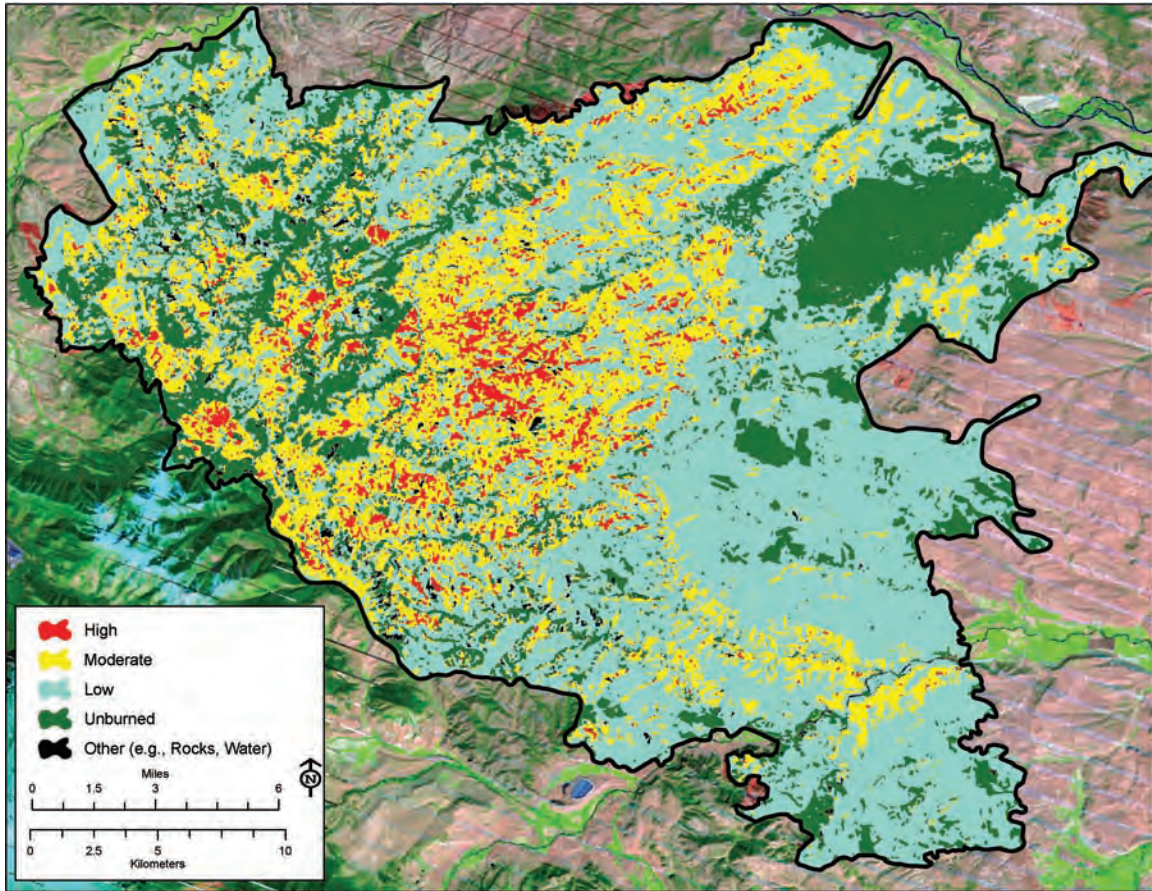 High
Moderate
Low
Unburned
Other (e.g., Rocks, Water)
Miles
0 1.5 3 6
N
0 2.5 5 10
Kilometers